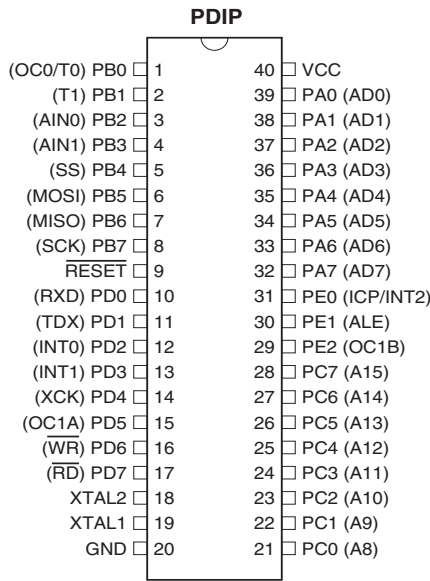 PDIP
(OC0/T0) PB0 1 40 VCC
(T1) PB1 2 39 PA0 (AD0)
(AIN0) PB2 3 38 PA1 (AD1)
(AIN1) PB3 4 37 PA2 (AD2)
(SS) PB4 5 36 PA3 (AD3)
(MOSI) PB5 6 35 PA4 (AD4)
(MISO) PB6 7 34 PA5 (AD5)
(SCK) PB7 8 33 PA6 (AD6)
RESET 9 32 PA7 (AD7)
(RXD) PD0 10 31 PE0 (ICP/INT2)
(TDX) PD1 11 30 PE1 (ALE)
(INT0) PD2 12 29 PE2 (OC1B)
(INT1) PD3 13 28 PC7 (A15)
(XCK) PD4 14 27 PC6 (A14)
(OC1A) PD5 15 26 PC5 (A13)
(WR) PD6 16 25 PC4 (A12)
(RD) PD7 17 24 PC3 (A11)
XTAL2 18 23 PC2 (A10)
XTAL1 19 22 PC1 (A9)
GND 20 21 PC0 (A8)